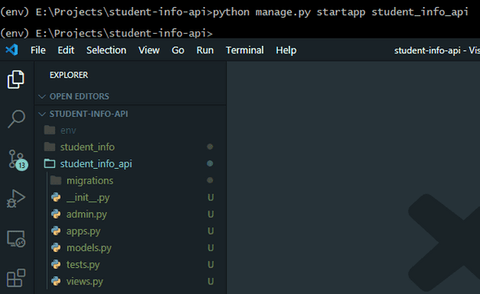 (env) E:\Projects\student-info-api>python manage.py startapp student_info_api
(env) E:\Projects\student-info-api>
File Edit Selection View Go Run Terminal Help student-info-api - Vis
EXPLORER
OPEN EDITORS
STUDENT-INFO-API
env
student_info
student_info_api
migrations
__init__.py U
admin.py U
apps.py U
models.py U
tests.py U
views.py U
13